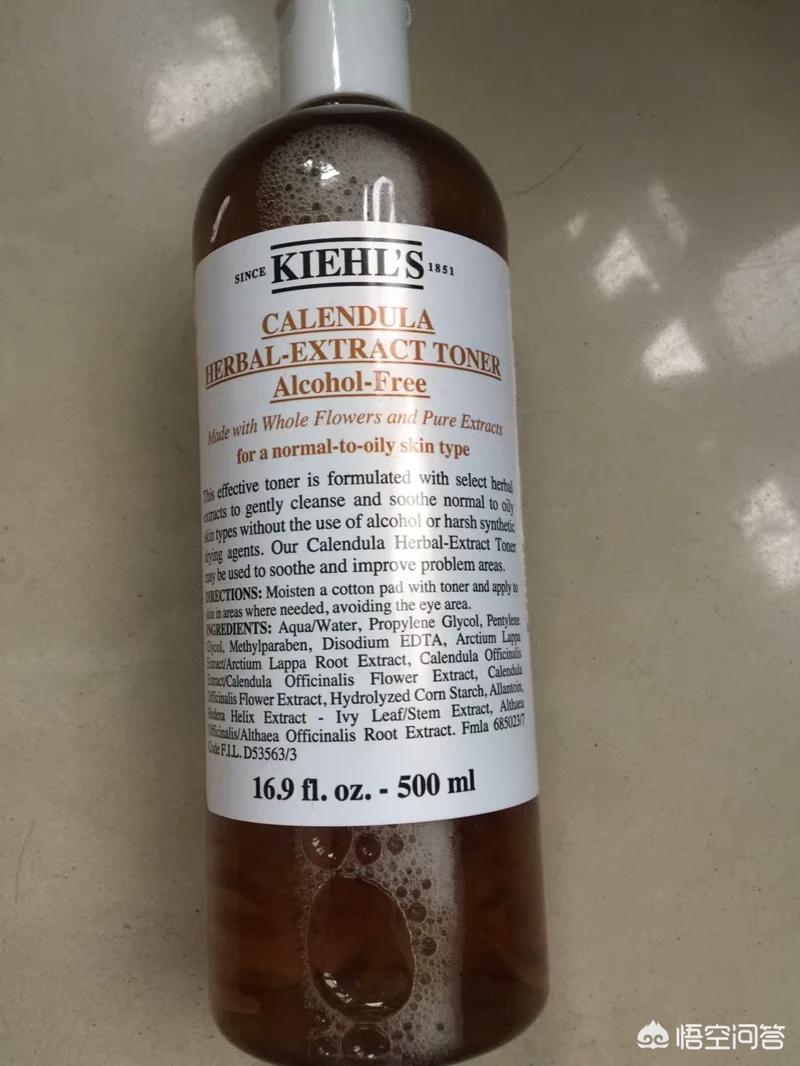 SINCE KIEHL'S 1851
CALENDULA
HERBAL-EXTRACT TONER
Alcohol-Free
Made with Whole Flowers and Pure Extracts
for a normal-to-oily skin type
This effective toner is formulated with select herbal
extracts to gently cleanse and soothe normal to oily
skin types without the use of alcohol or harsh synthetic
drying agents. Our Calendula Herbal-Extract Toner
may be used to soothe and improve problem areas.
DIRECTIONS: Moisten a cotton pad with toner and apply to
skin in areas where needed, avoiding the eye area.
INGREDIENTS: Aqua/Water, Propylene Glycol, Pentylene
Glycol, Methylparaben, Disodium EDTA, Arctium Lappa
Extract/Arctium Lappa Root Extract, Calendula Officinalis
Extract/Calendula Officinalis Flower Extract, Calendula
Officinalis Flower Extract, Hydrolyzed Corn Starch, Allantoin,
Hedera Helix Extract - Ivy Leaf/Stem Extract, Althaea
Officinalis/Althaea Officinalis Root Extract. Fmla 685023/7
Code F.I.L. D53563/3
16.9 fl. oz. - 500 ml
悟空问答